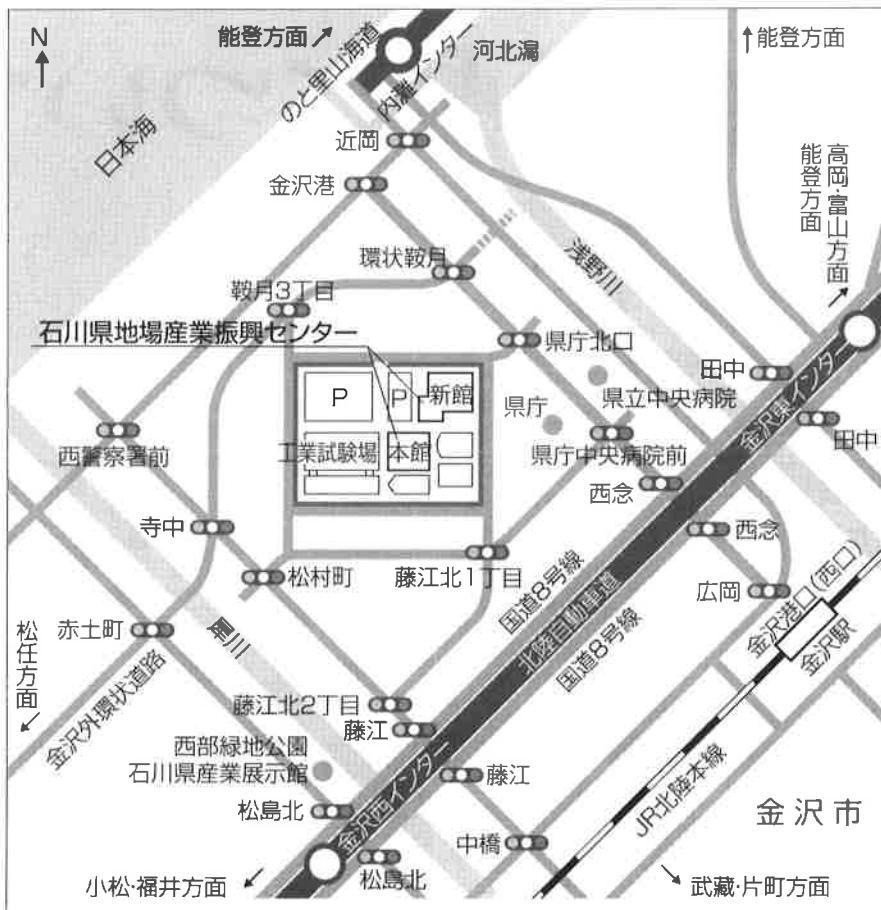 N
能登方面
のと里山海道
内灘インター
河北潟
能登方面
日本海
近岡
金沢港
高岡・富山方面
能登方面
環状鞍月
浅野川
鞍月3丁目
石川県地場産業振興センター
県庁北口
田中
県立中央病院
金沢東インター
P
P
新館
県庁
西警察署前
工業試験場
本館
県庁中央病院前
田中
西念
寺中
西念
松村町
藤江北1丁目
国道8号線
北陸自動車道
国道8号線
広岡
金沢港口(西口)
金沢駅
赤土町
松任方面
犀川
金沢外環状道路
藤江北2丁目
藤江
西部緑地公園
石川県産業展示館
金沢西インター
藤江
松島北
JR北陸本線
金沢市
中橋
松島北
小松・福井方面
武蔵・片町方面